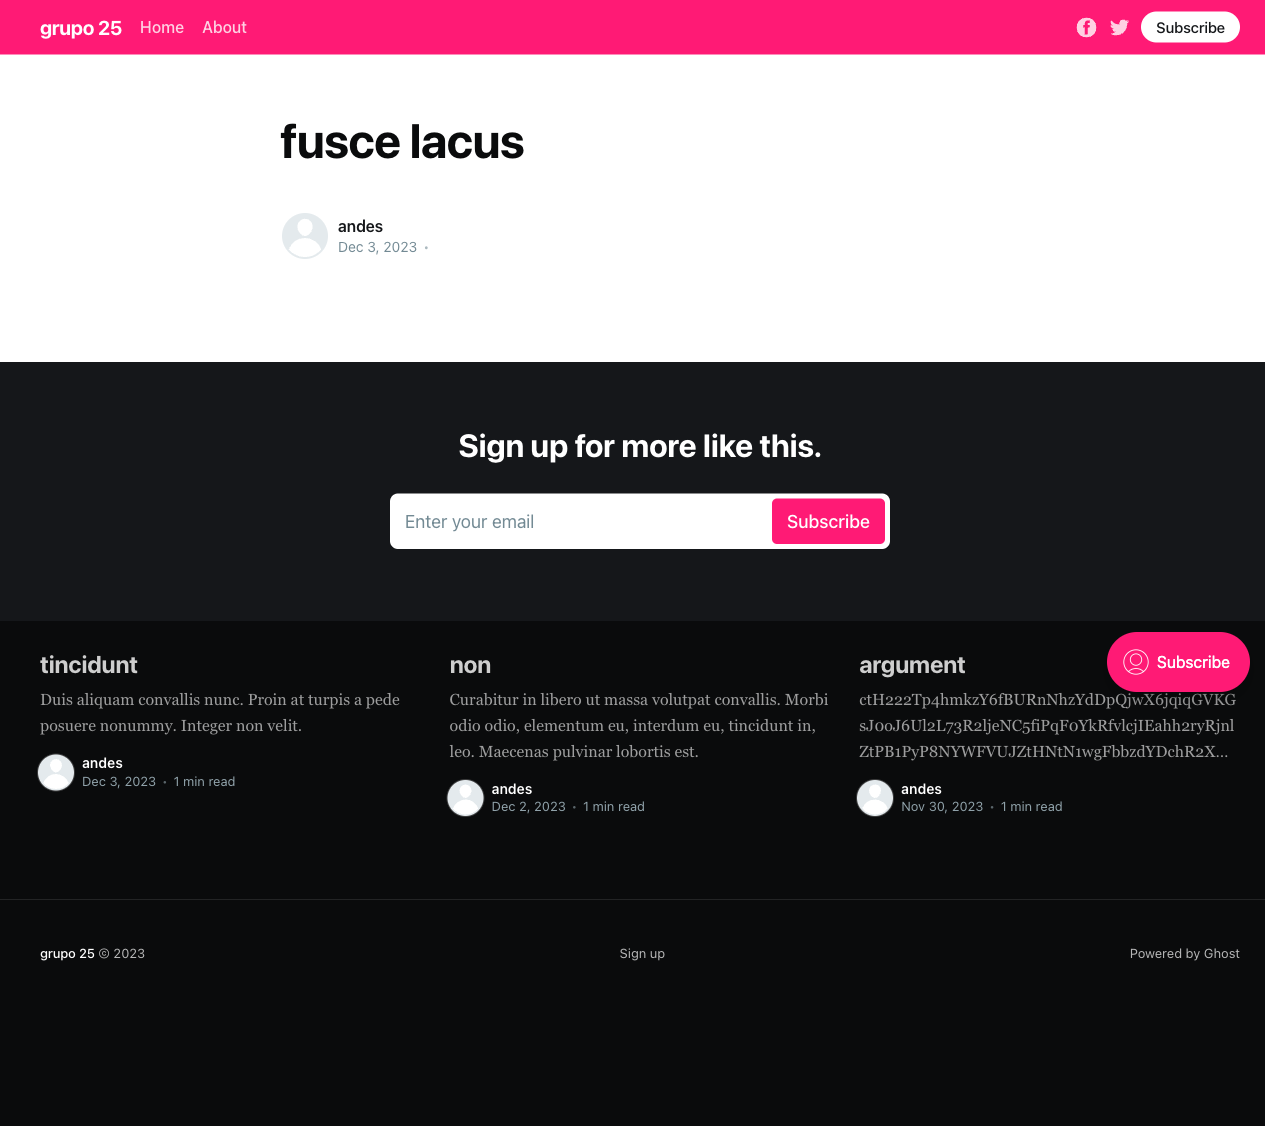 grupo 25 Home About Subscribe
fusce lacus
andes
Dec 3, 2023 •
Sign up for more like this.
Enter your email Subscribe
tincidunt
Duis aliquam convallis nunc. Proin at turpis a pede
posuere nonummy. Integer non velit.
andes
Dec 3, 2023 • 1 min read
non
Curabitur in libero ut massa volutpat convallis. Morbi
odio odio, elementum eu, interdum eu, tincidunt in,
leo. Maecenas pulvinar lobortis est.
andes
Dec 2, 2023 • 1 min read
argument
ctH222Tp4hmkzY6fBURnNhzYdDpQjwX6jqiqGVKG
sJ0oJ6Ul2L73R2ljeNC5fiPqF0YkRfvlcjIEahh2ryRjnl
ZtPB1PyP8NYWFVUJZtHNtN1wgFbbzdYDchR2X...
andes
Nov 30, 2023 • 1 min read
Subscribe
grupo 25 © 2023
Sign up
Powered by Ghost